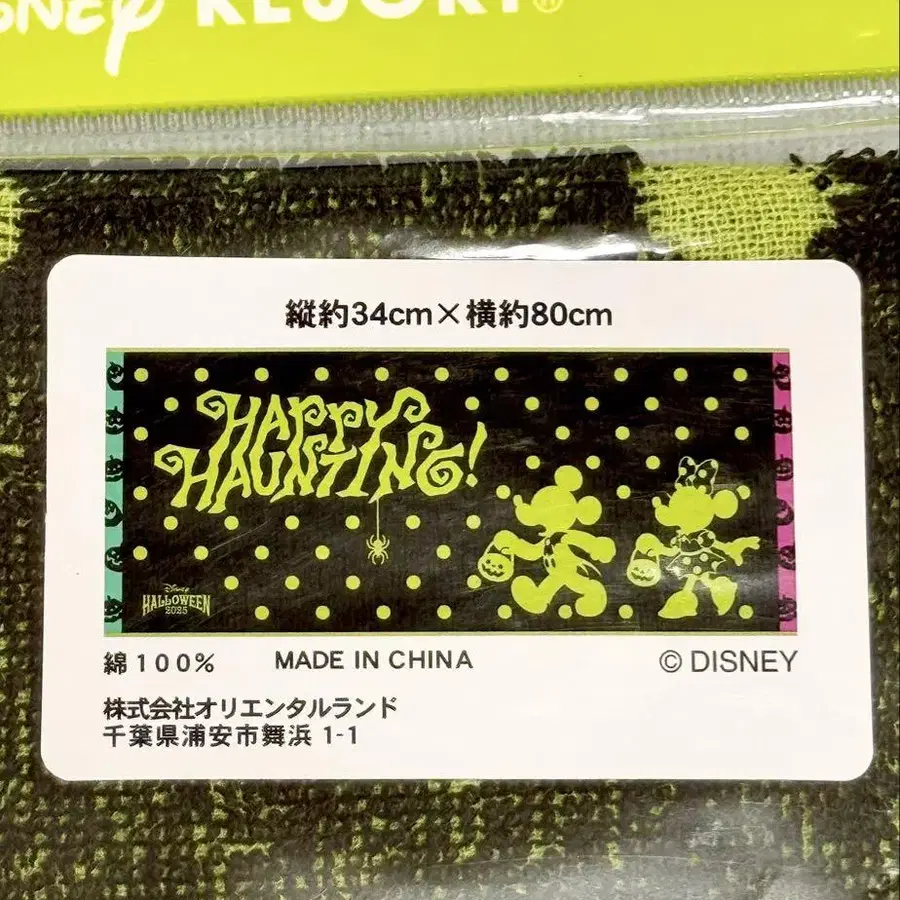 DISNEY RESORT®
縦約34cm×横約80cm
HAPPY
HAUNTING!
Disney
HALLOWEEN
2025
綿100%
MADE IN CHINA
© DISNEY
株式会社オリエンタルランド
千葉県浦安市舞浜 1-1